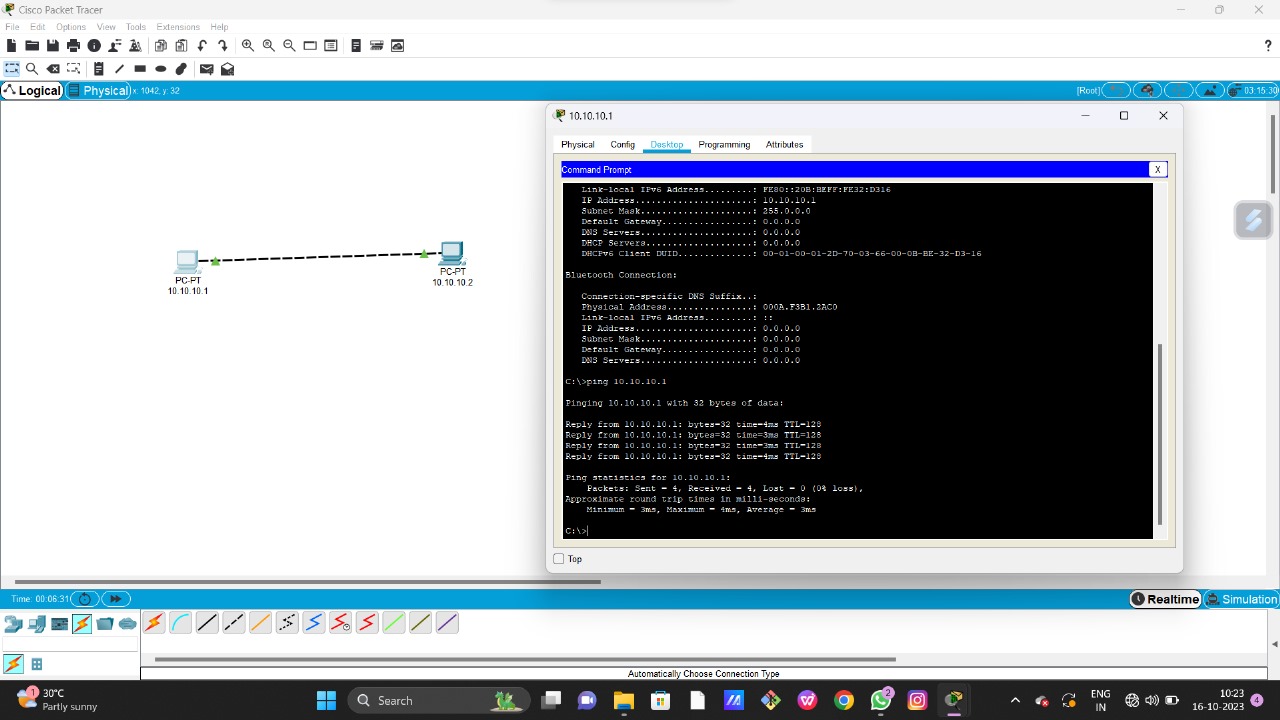 Cisco Packet Tracer
File Edit Options View Tools Extensions Help
?
Logical Physical x: 1042, y: 32 [Root] 03:15:30
10.10.10.1
Physical Config Desktop Programming Attributes
Command Prompt X
Link-local IPv6 Address.........: FE80::20B:BEFF:FE32:D316
IP Address......................: 10.10.10.1
Subnet Mask.....................: 255.0.0.0
Default Gateway.................: 0.0.0.0
DNS Servers.....................: 0.0.0.0
DHCP Servers....................: 0.0.0.0
DHCPv6 Client DUID..............: 00-01-00-01-2D-70-03-66-00-0B-BE-32-D3-16
Bluetooth Connection:
Connection-specific DNS Suffix..:
Physical Address................: 000A.F3B1.2AC0
Link-local IPv6 Address.........: ::
IP Address......................: 0.0.0.0
Subnet Mask.....................: 0.0.0.0
Default Gateway.................: 0.0.0.0
DNS Servers.....................: 0.0.0.0
C:\>ping 10.10.10.1
Pinging 10.10.10.1 with 32 bytes of data:
Reply from 10.10.10.1: bytes=32 time=4ms TTL=128
Reply from 10.10.10.1: bytes=32 time=3ms TTL=128
Reply from 10.10.10.1: bytes=32 time=3ms TTL=128
Reply from 10.10.10.1: bytes=32 time=4ms TTL=128
Ping statistics for 10.10.10.1:
Packets: Sent = 4, Received = 4, Lost = 0 (0% loss),
Approximate round trip times in milli-seconds:
Minimum = 3ms, Maximum = 4ms, Average = 3ms
C:\>
Top
PC-PT
10.10.10.1
PC-PT
10.10.10.2
Time: 00:06:31 Realtime Simulation
Automatically Choose Connection Type
1
30°C
Partly sunny
Search
2
ENG
IN
10:23
16-10-2023
4